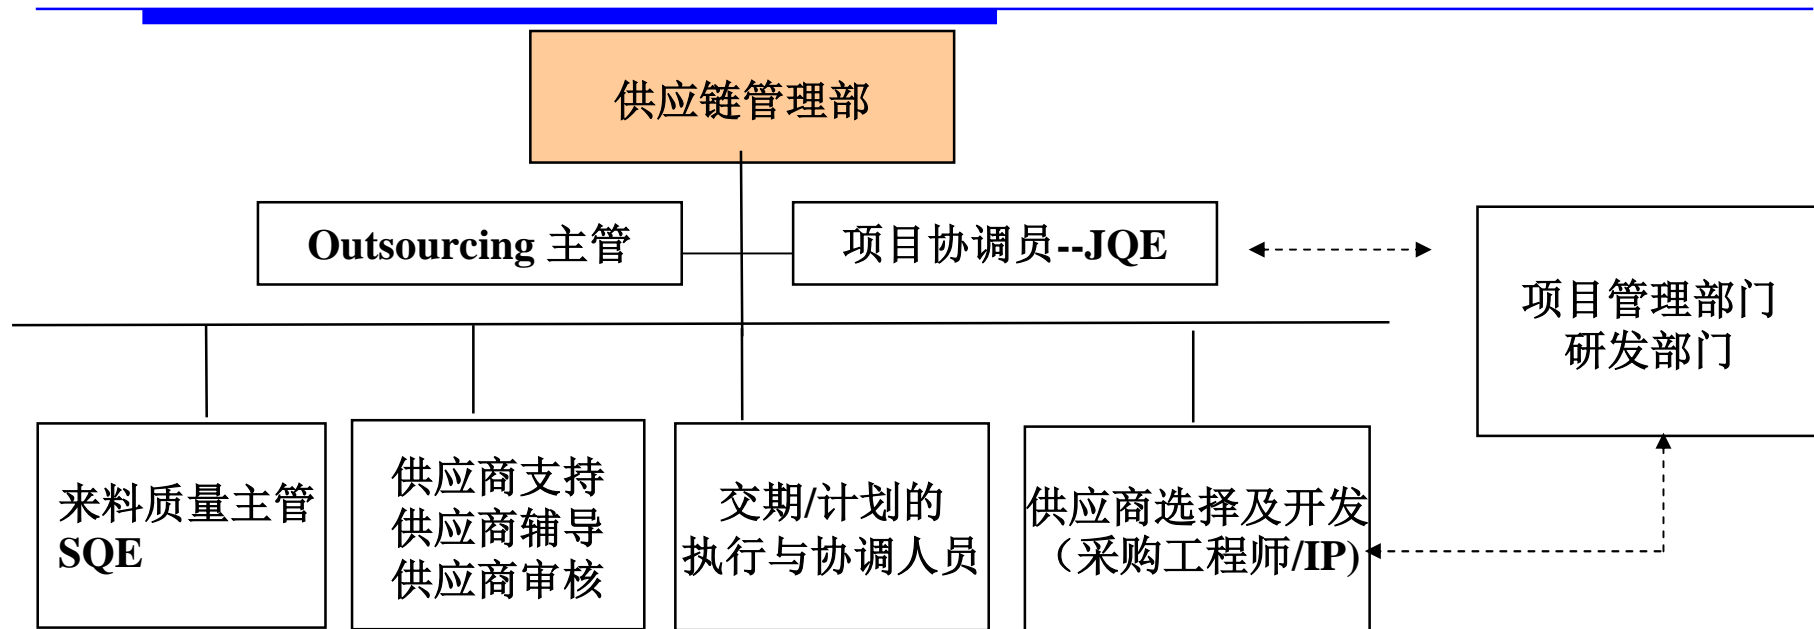 供应链管理部
Outsourcing 主管
项目协调员--JQE
项目管理部门
研发部门
来料质量主管
SQE
供应商支持
供应商辅导
供应商审核
交期/计划的
执行与协调人员
供应商选择及开发
（采购工程师/IP)